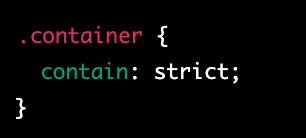 .container {
  contain: strict;
}